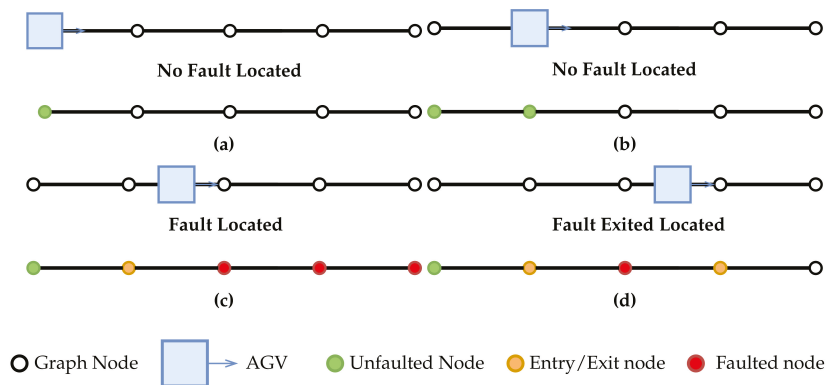 No Fault Located
No Fault Located
(a)
(b)
Fault Located
Fault Exited Located
(c)
(d)
Graph Node
AGV
Unfaulted Node
Entry/Exit node
Faulted node